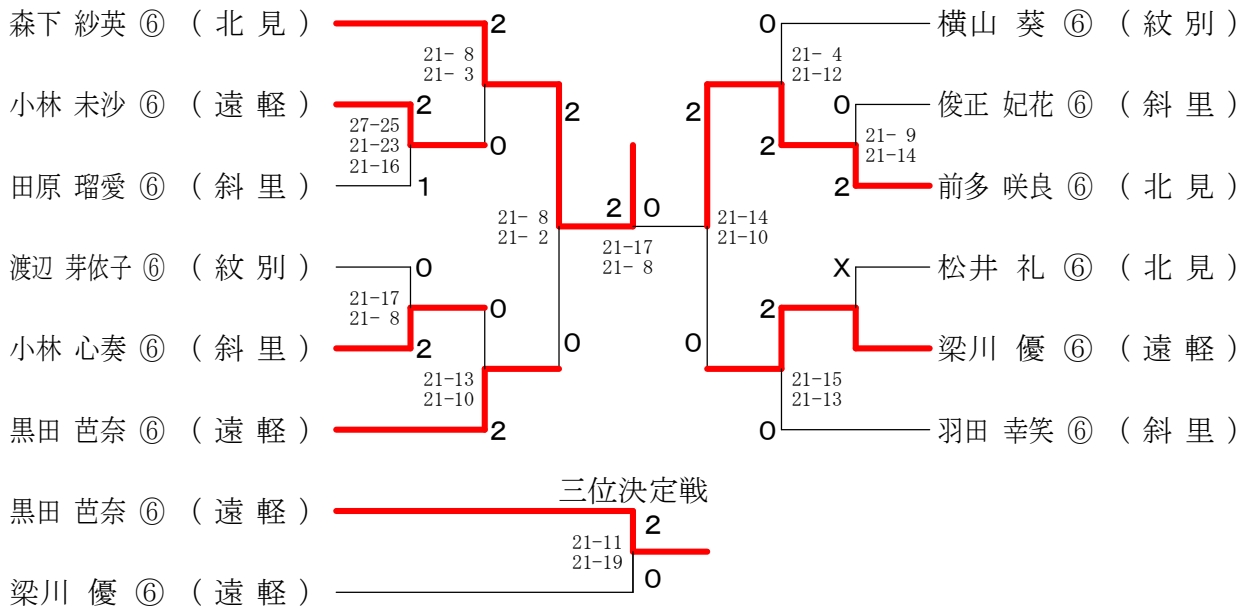 森下 紗英 ⑥ ( 北 見 )
2
21- 8
21- 3
小林 未沙 ⑥ ( 遠 軽 )
2
27-25
21-23
21-16
0
田原 瑠愛 ⑥ ( 斜 里 )
1
2
21- 8
21- 2
渡辺 芽依子 ⑥ ( 紋 別 )
0
21-17
21- 8
0
小林 心奏 ⑥ ( 斜 里 )
2
0
21-13
21-10
黒田 芭奈 ⑥ ( 遠 軽 )
2
2 0
21-17
21- 8
0 横山 葵 ⑥ ( 紋 別 )
21- 4
21-12
0 俊正 妃花 ⑥ ( 斜 里 )
21- 9
21-14
2
2
2 前多 咲良 ⑥ ( 北 見 )
21-14
21-10
X 松井 礼 ⑥ ( 北 見 )
2
0
梁川 優 ⑥ ( 遠 軽 )
21-15
21-13
0 羽田 幸笑 ⑥ ( 斜 里 )
三位決定戦
黒田 芭奈 ⑥ ( 遠 軽 )
2
21-11
21-19
0
梁川 優 ⑥ ( 遠 軽 )